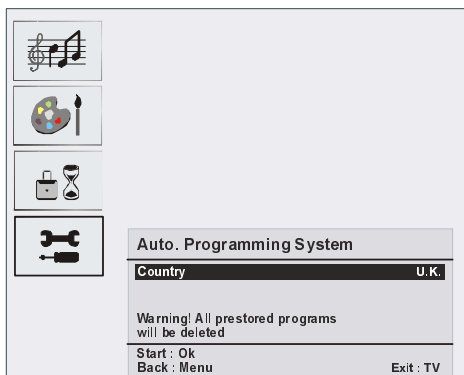 Auto. Programming System
Country U.K.
Warning! All prestored programs
will be deleted
Start : Ok
Back : Menu Exit : TV